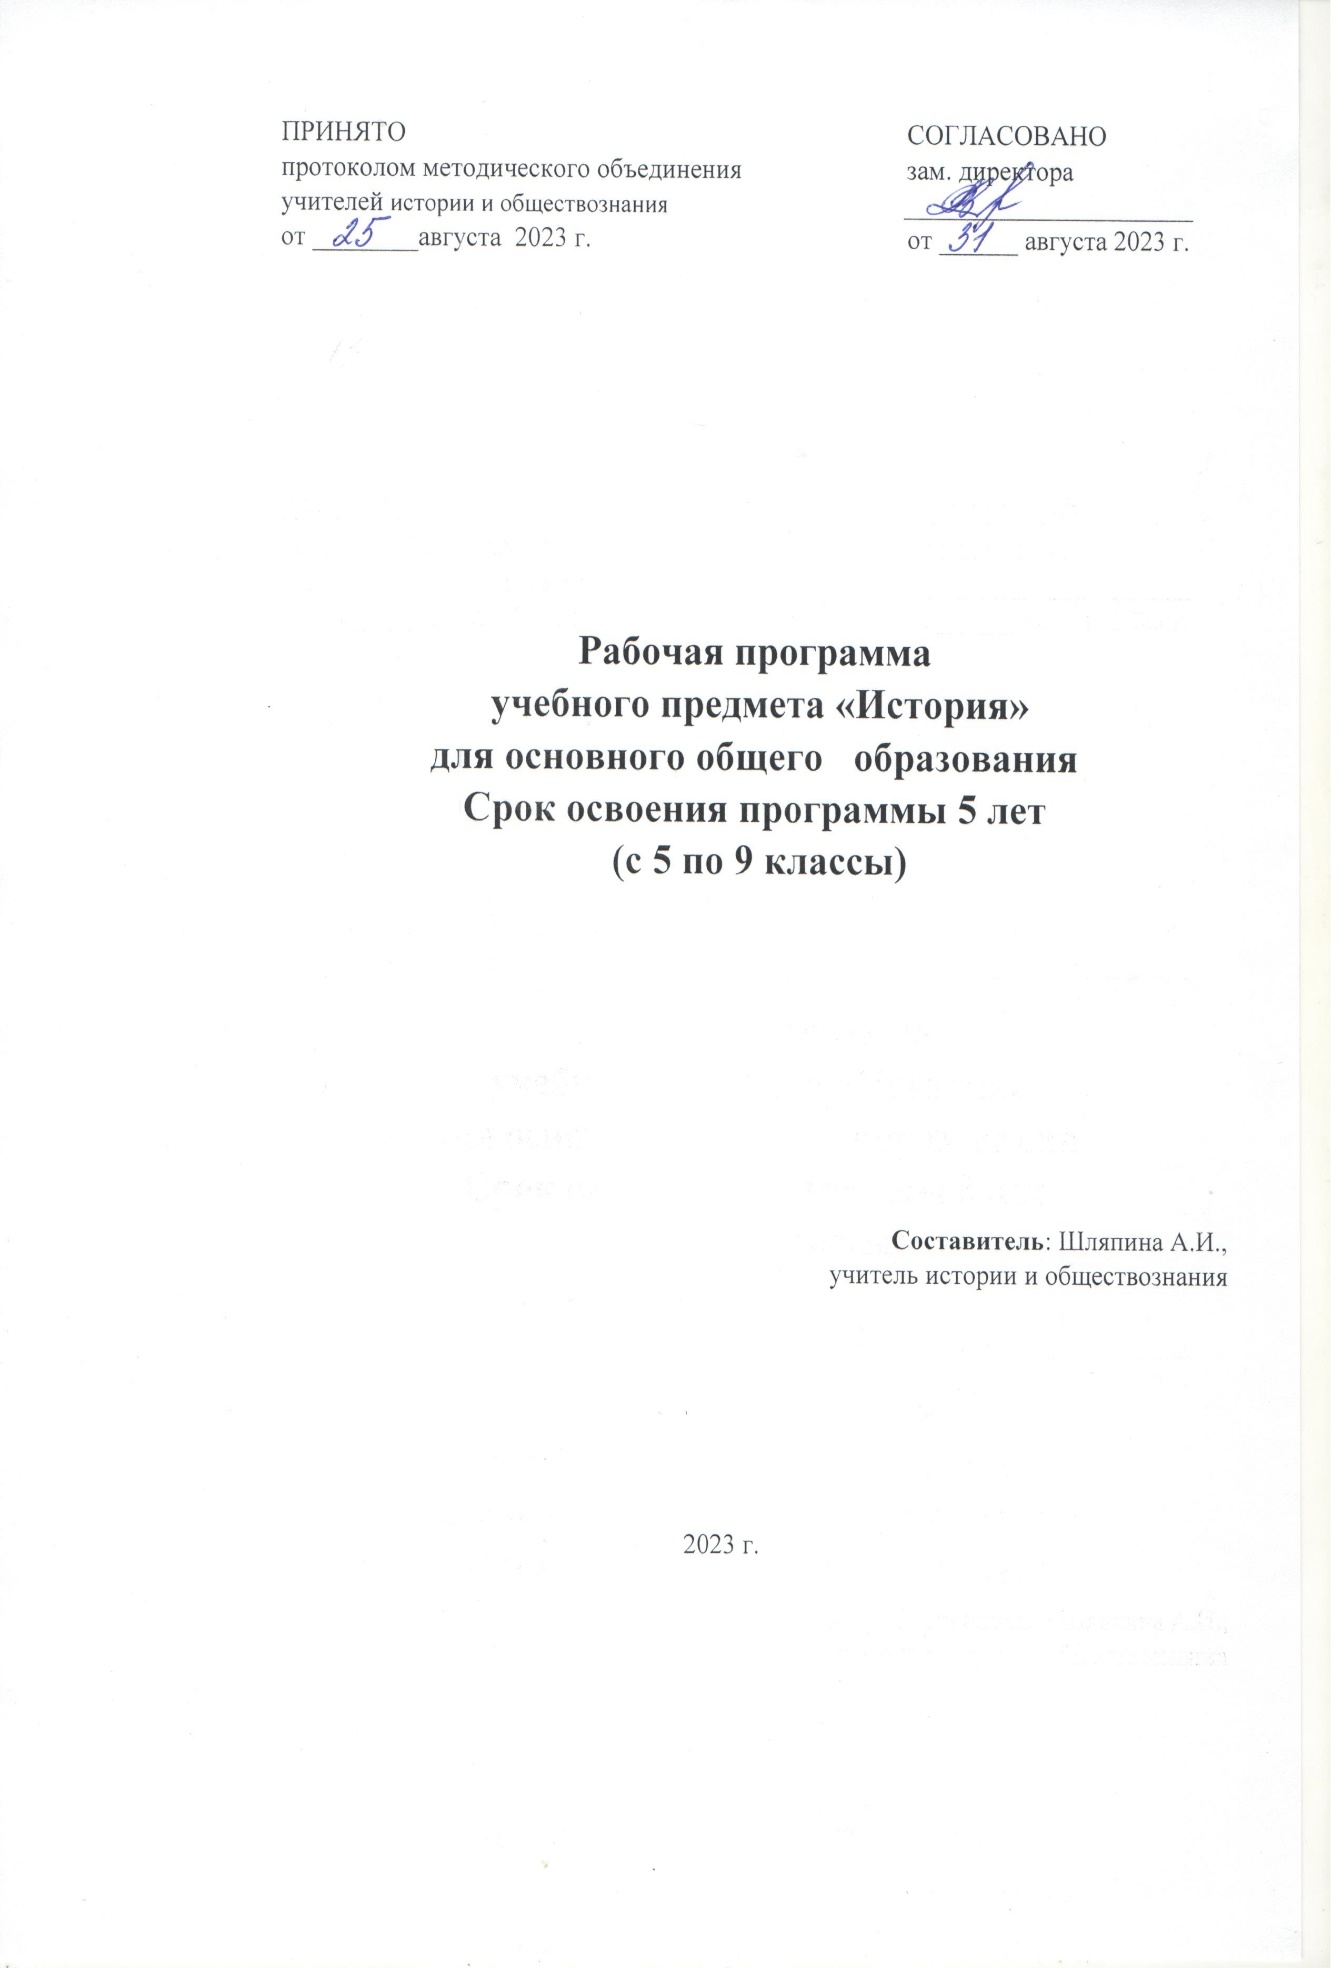 ПРИНЯТО
протоколом методического объединения
учителей истории и обществознания
от 25 августа 2023 г.
СОГЛАСОВАНО
зам. директора
от 31 августа 2023 г.
Рабочая программа
учебного предмета «История»
для основного общего образования
Срок освоения программы 5 лет
(с 5 по 9 классы)
Составитель: Шляпина А.И.,
учитель истории и обществознания
2023 г.